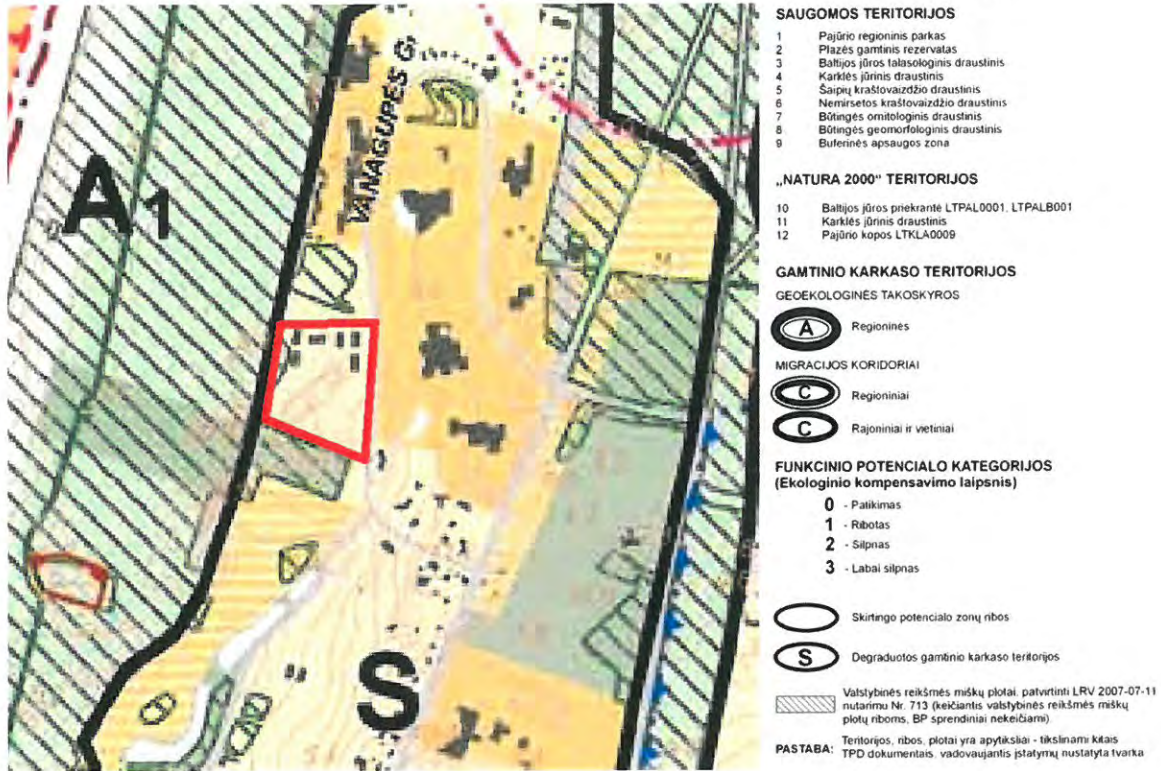 VANAGUPĖS G.
A1
S
SAUGOMOS TERITORIJOS
1 Pajūrio regioninis parkas
2 Plazės gamtinis rezervatas
3 Baltijos jūros talasologinis draustinis
4 Karklės jūrinis draustinis
5 Šaipių kraštovaizdžio draustinis
6 Nemirsetos kraštovaizdžio draustinis
7 Būtingės ornitologinis draustinis
8 Būtingės geomorfologinis draustinis
9 Buferinės apsaugos zona
„NATURA 2000“ TERITORIJOS
10 Baltijos jūros priekrantė LTPAL0001, LTPALB001
11 Karklės jūrinis draustinis
12 Pajūrio kopos LTKLA0009
GAMTINIO KARKASO TERITORIJOS
GEOEKOLOGINĖS TAKOSKYROS
A Regioninės
MIGRACIJOS KORIDORIAI
C Regioniniai
C Rajoniniai ir vietiniai
FUNKCINIO POTENCIALO KATEGORIJOS
(Ekologinio kompensavimo laipsnis)
0 - Patikimas
1 - Ribotas
2 - Silpnas
3 - Labai silpnas
Skirtingo potencialo zonų ribos
S Degraduotos gamtinio karkaso teritorijos
Valstybinės reikšmės miškų plotai, patvirtinti LRV 2007-07-11
nutarimu Nr. 713 (keičiantis valstybinės reikšmės miškų
plotų riboms, BP sprendiniai nekeičiami)
PASTABA: Teritorijos, ribos, plotai yra apytiksliai - tikslinami kitais
TPD dokumentais, vadovaujantis įstatymų nustatyta tvarka